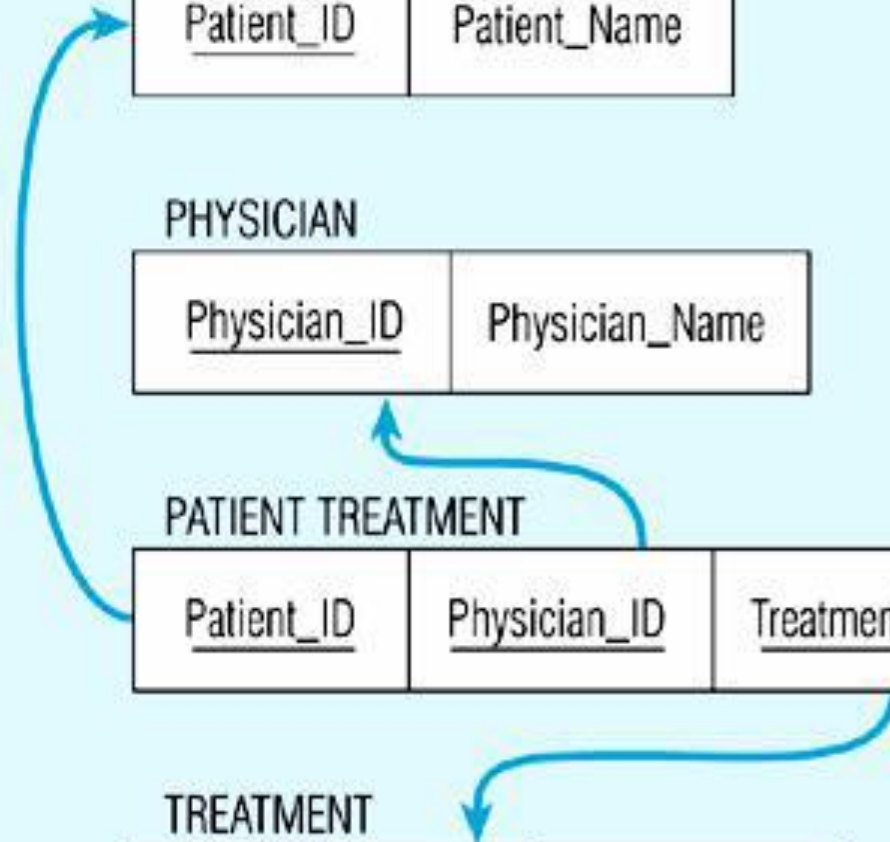 Patient_ID Patient_Name
PHYSICIAN
Physician_ID Physician_Name
PATIENT TREATMENT
Patient_ID Physician_ID
TREATMENT